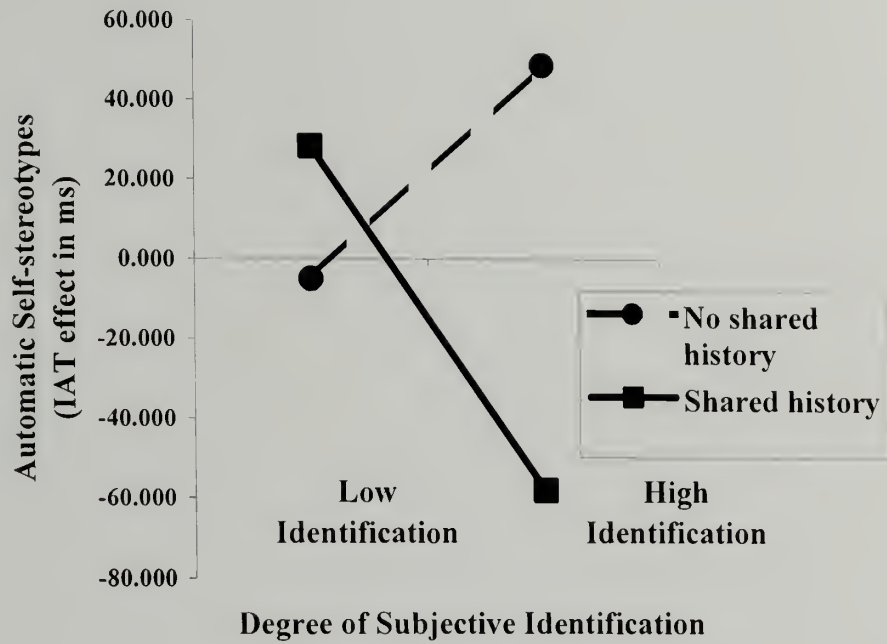 60.000
40.000
20.000
0.000
-20.000
-40.000
-60.000
-80.000
Automatic Self-stereotypes
(IAT effect in ms)
No shared
history
Shared history
Low
Identification
High
Identification
Degree of Subjective Identification